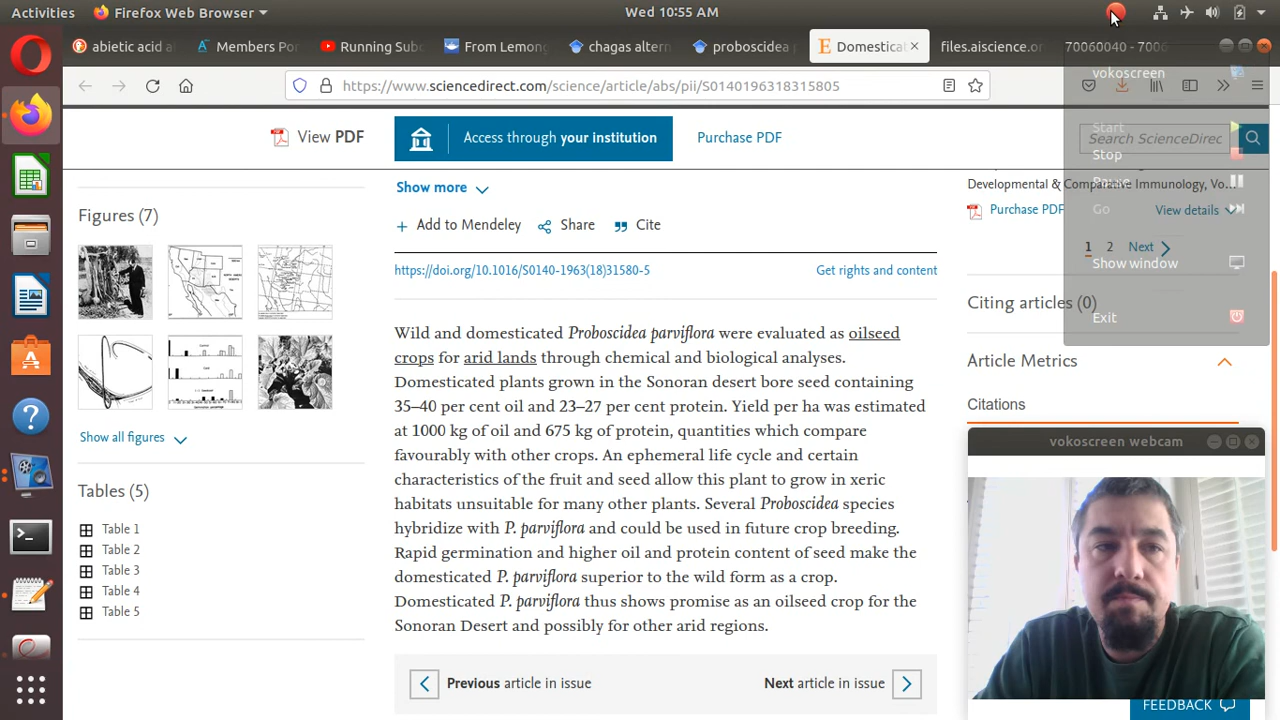 Activities
Firefox Web Browser
Wed 10:55 AM
abietic acid a
Members Po
Running Sub
From Lemong
chagas altern
proboscidea
Domestica
files.aiscience.or
70060040 - 7006
https://www.sciencedirect.com/science/article/abs/pii/S0140196318315805
vokoscreen
Start
Stop
Pause
Go
Show window
Exit
View PDF
Access through your institution
Purchase PDF
Search ScienceDirec
Show more
Developmental & Comparative Immunology, Vo...
Purchase PDF
View details
Figures (7)
Add to Mendeley
Share
Cite
1 2 Next
https://doi.org/10.1016/S0140-1963(18)31580-5
Get rights and content
Citing articles (0)
Wild and domesticated Proboscidea parviflora were evaluated as oilseed
crops for arid lands through chemical and biological analyses.
Domesticated plants grown in the Sonoran desert bore seed containing
35–40 per cent oil and 23–27 per cent protein. Yield per ha was estimated
at 1000 kg of oil and 675 kg of protein, quantities which compare
favourably with other crops. An ephemeral life cycle and certain
characteristics of the fruit and seed allow this plant to grow in xeric
habitats unsuitable for many other plants. Several Proboscidea species
hybridize with P. parviflora and could be used in future crop breeding.
Rapid germination and higher oil and protein content of seed make the
domesticated P. parviflora superior to the wild form as a crop.
Domesticated P. parviflora thus shows promise as an oilseed crop for the
Sonoran Desert and possibly for other arid regions.
Article Metrics
Citations
Show all figures
Tables (5)
Table 1
Table 2
Table 3
Table 4
Table 5
vokoscreen webcam
Previous article in issue
Next article in issue
FEEDBACK